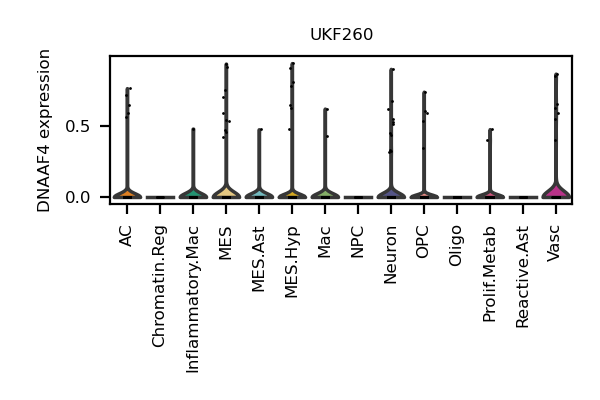 UKF260
DNAAF4 expression
0.5
0.0
AC
Chromatin.Reg
Inflammatory.Mac
MES
MES.Ast
MES.Hyp
Mac
NPC
Neuron
OPC
Oligo
Prolif.Metab
Reactive.Ast
Vasc